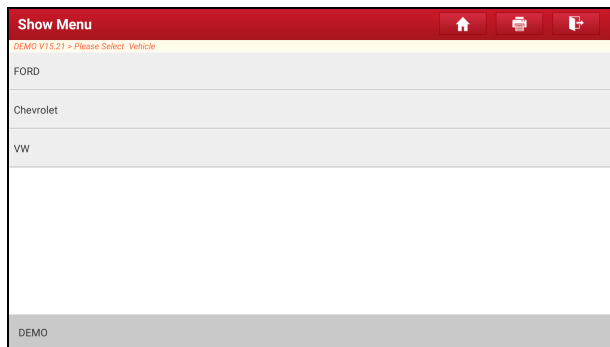 Show Menu
DEMO V15.21 > Please Select Vehicle
FORD
Chevrolet
VW
DEMO